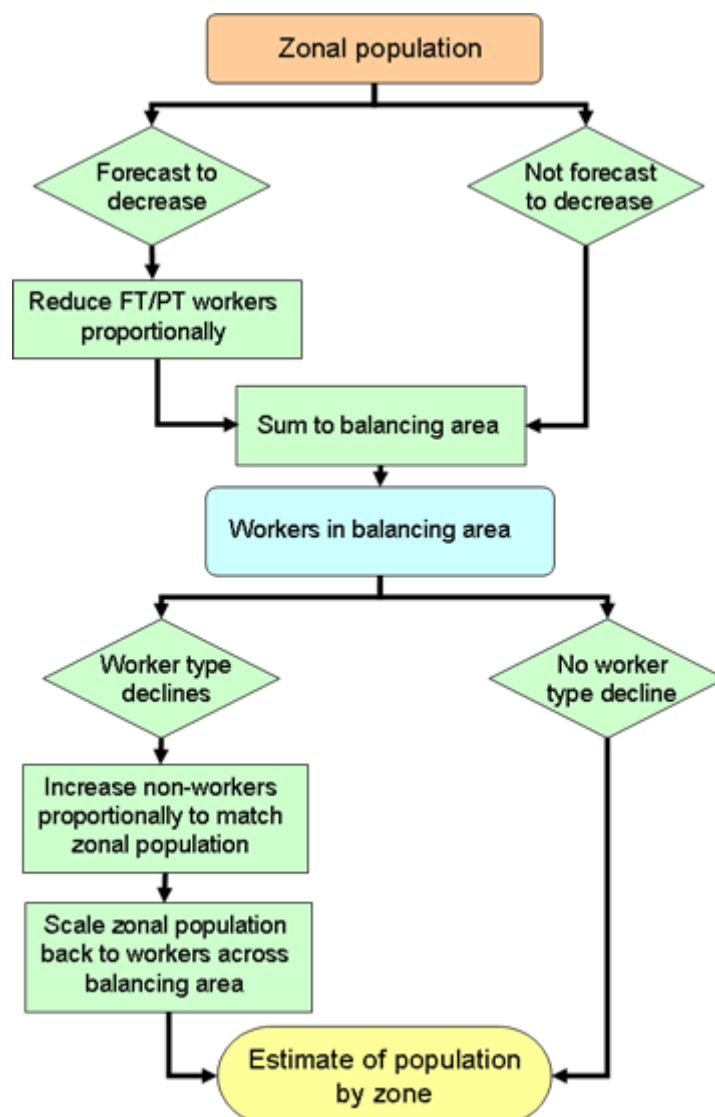 Zonal population
Forecast to
decrease
Not forecast
to decrease
Reduce FT/PT workers
proportionally
Sum to balancing area
Workers in balancing area
Worker type
declines
No worker
type decline
Increase non-workers
proportionally to match
zonal population
Scale zonal population
back to workers across
balancing area
Estimate of population
by zone